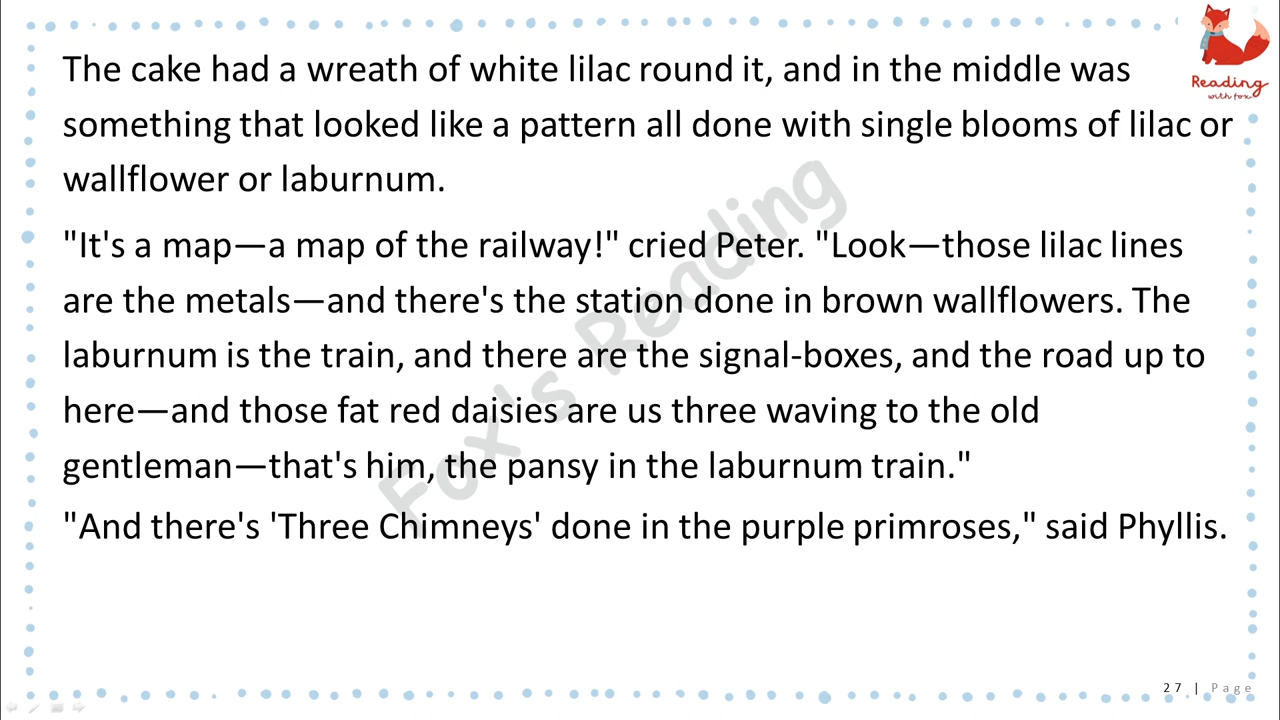 The cake had a wreath of white lilac round it, and in the middle was
something that looked like a pattern all done with single blooms of lilac or
wallflower or laburnum.
"It's a map—a map of the railway!" cried Peter. "Look—those lilac lines
are the metals—and there's the station done in brown wallflowers. The
laburnum is the train, and there are the signal-boxes, and the road up to
here—and those fat red daisies are us three waving to the old
gentleman—that's him, the pansy in the laburnum train."
"And there's 'Three Chimneys' done in the purple primroses," said Phyllis.
Reading
with fox
Fox's Reading
27 | Page